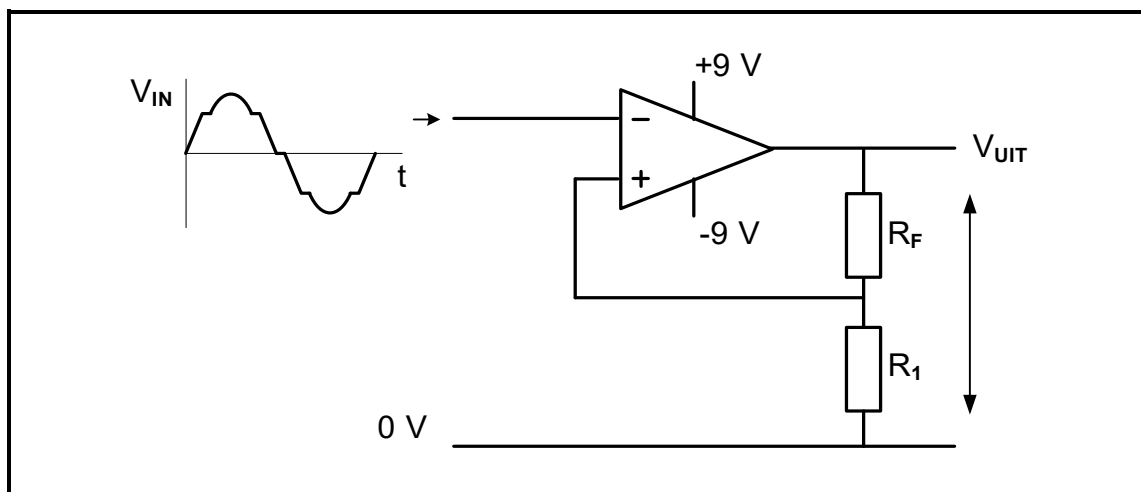 +9 V
V_IN
−
V_UIT
t
+
-9 V
R_F
R_1
0 V